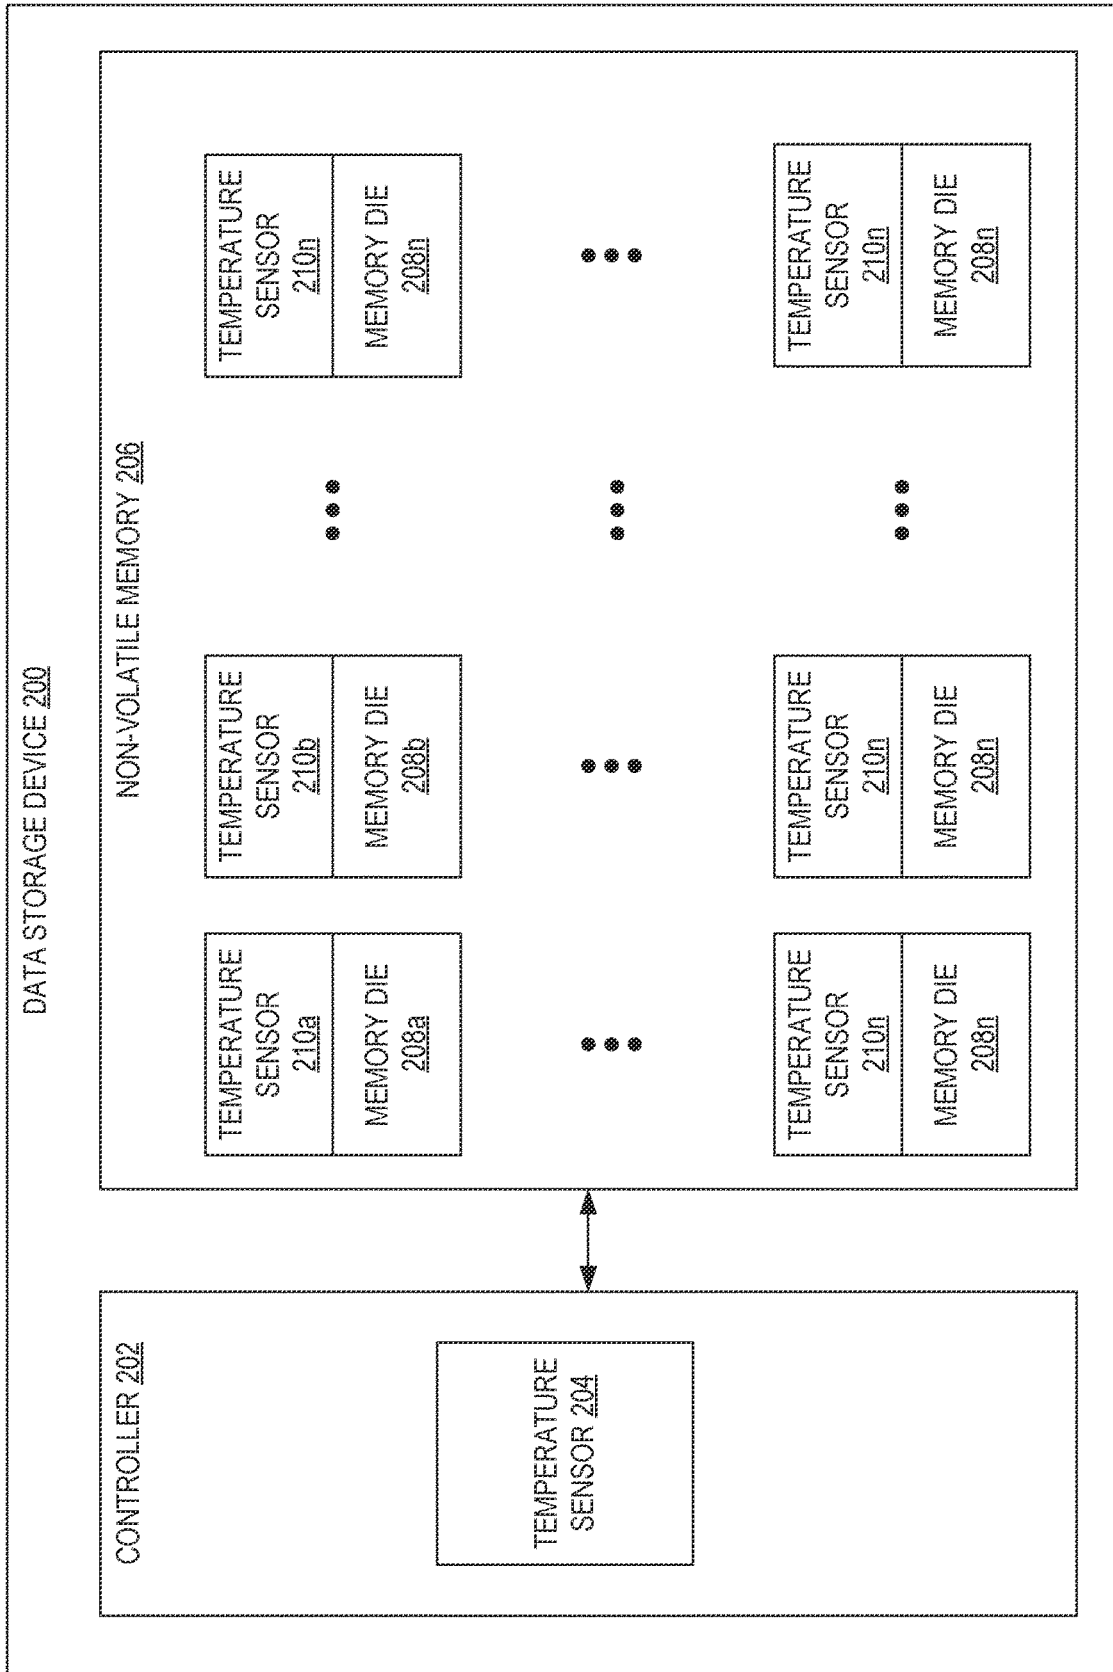 DATA STORAGE DEVICE 200
CONTROLLER 202
TEMPERATURE
SENSOR 204
NON-VOLATILE MEMORY 206
TEMPERATURE
SENSOR
210a
MEMORY DIE
208a
TEMPERATURE
SENSOR
210b
MEMORY DIE
208b
TEMPERATURE
SENSOR
210n
MEMORY DIE
208n
TEMPERATURE
SENSOR
210n
MEMORY DIE
208n
TEMPERATURE
SENSOR
210n
MEMORY DIE
208n
TEMPERATURE
SENSOR
210n
MEMORY DIE
208n